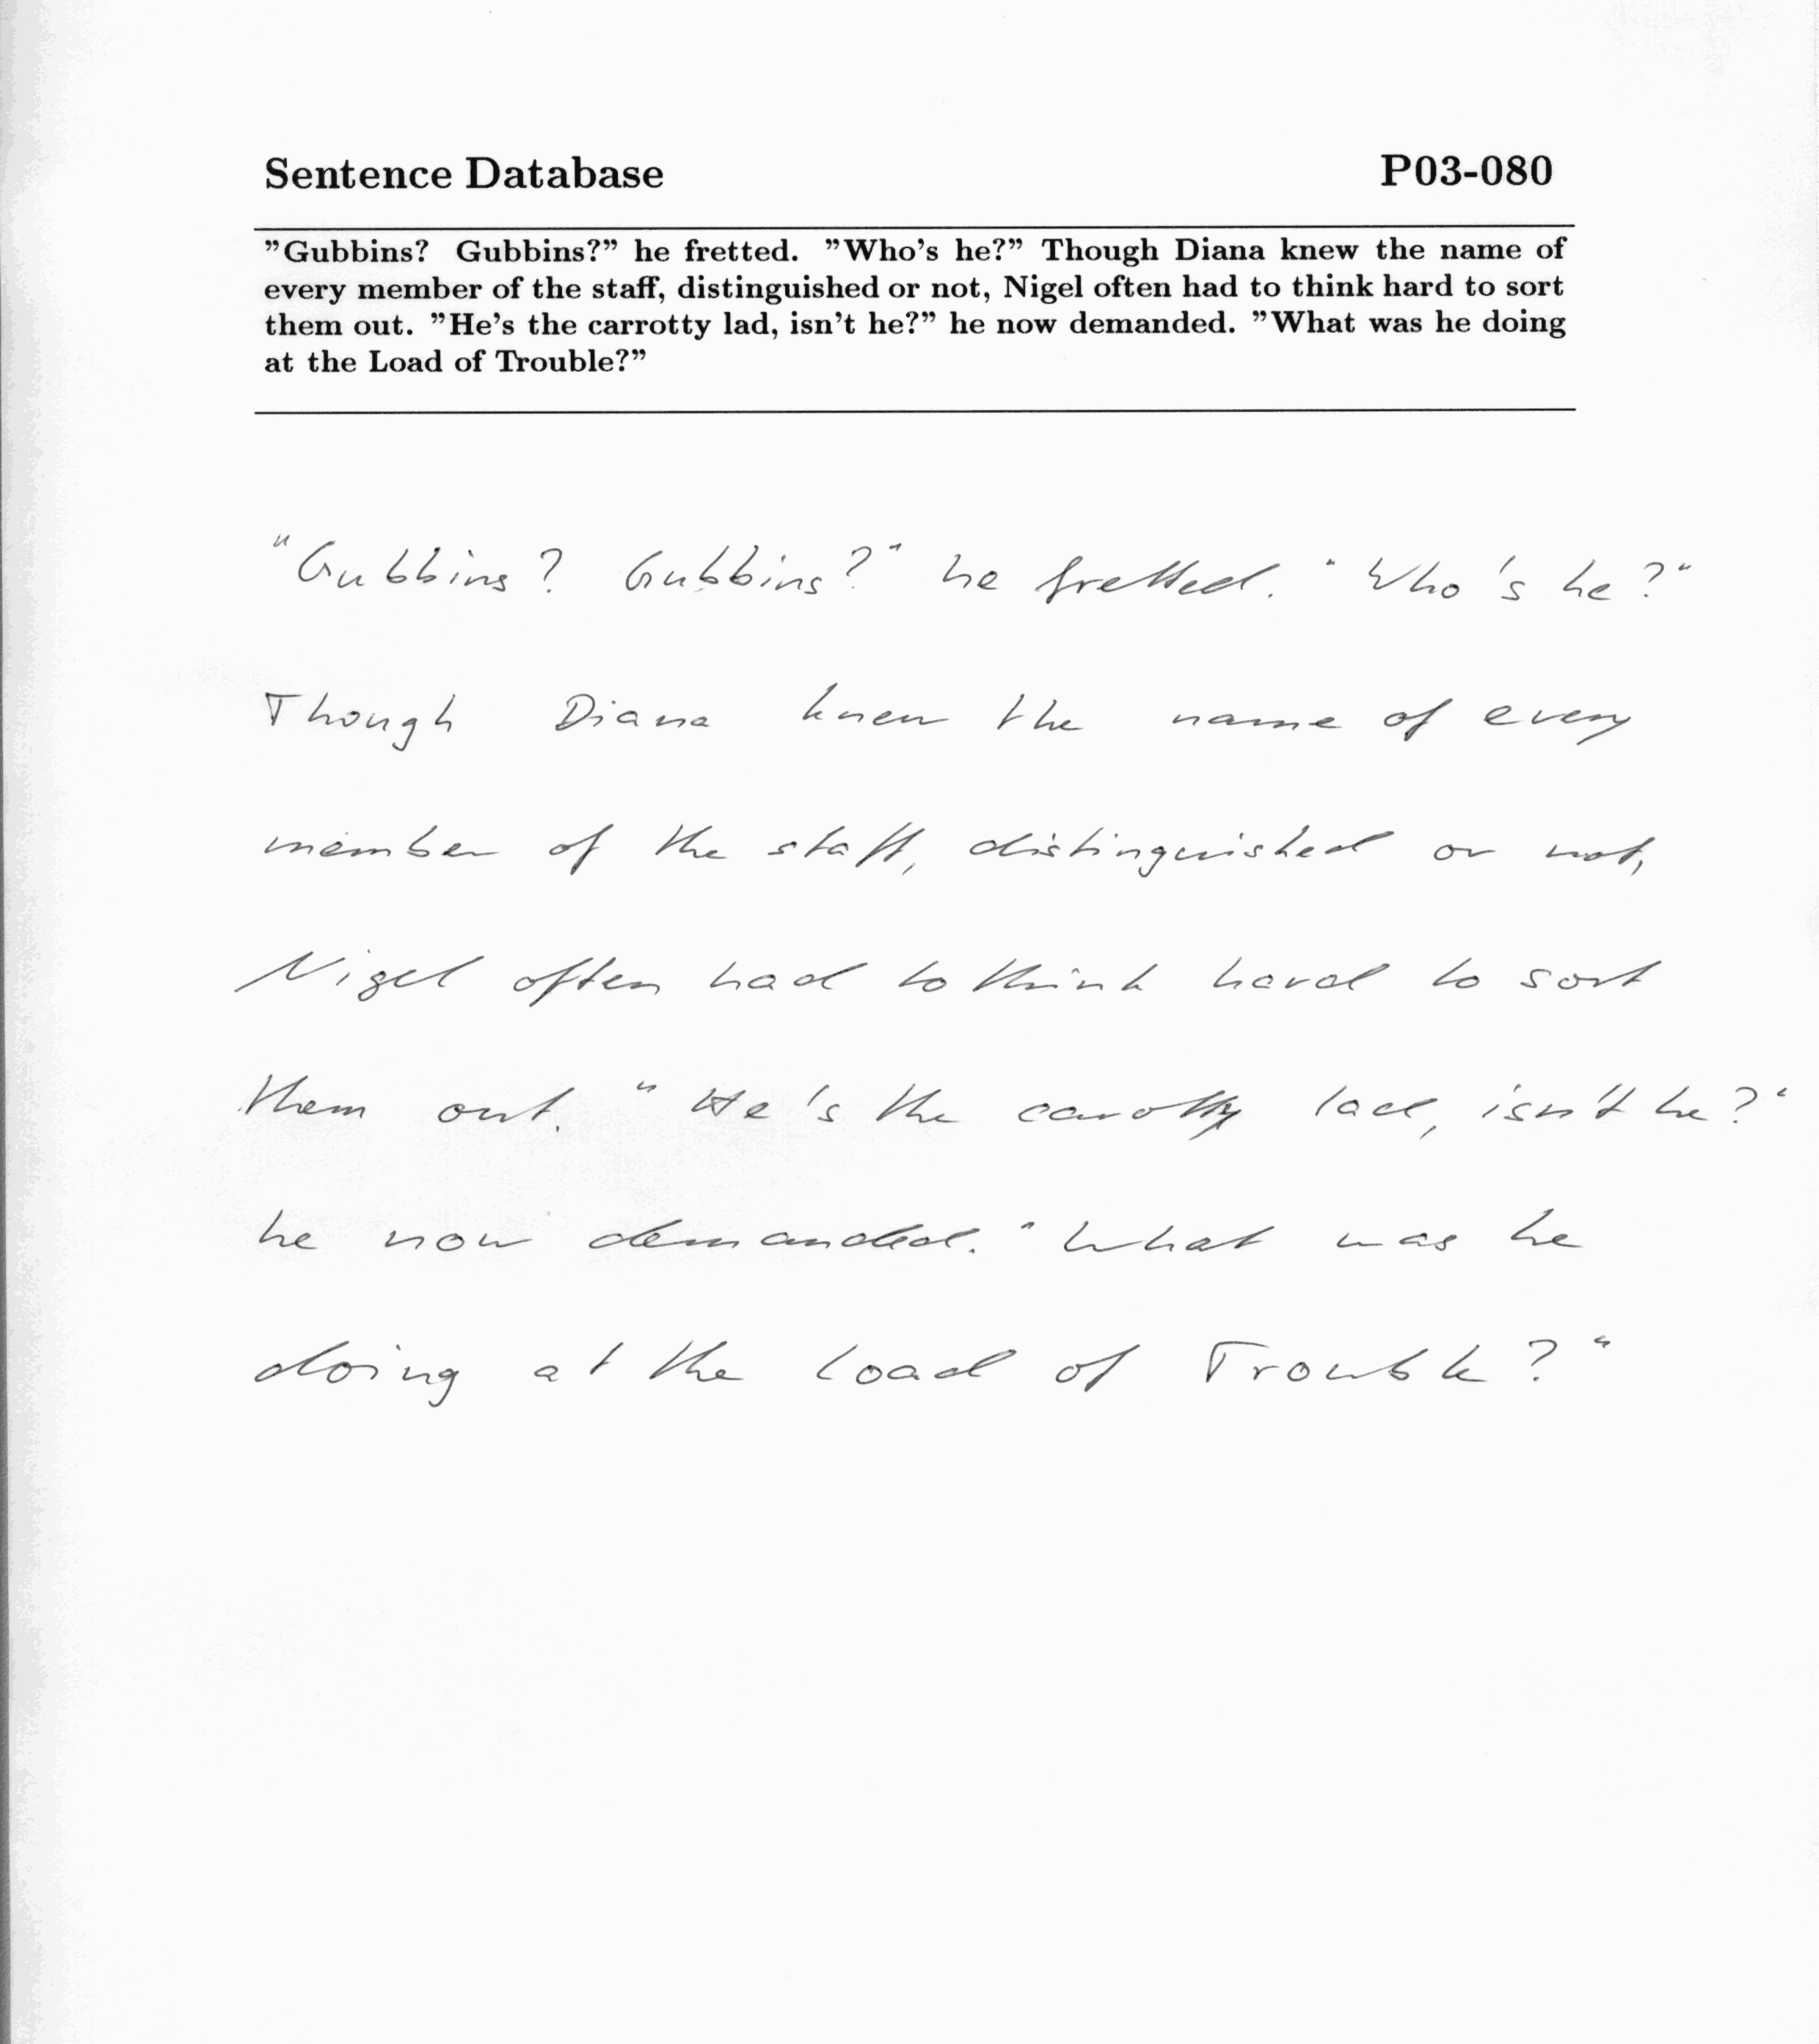 Sentence Database P03-080
”Gubbins? Gubbins?” he fretted. ”Who’s he?” Though Diana knew the name of
every member of the staff, distinguished or not, Nigel often had to think hard to sort
them out. ”He’s the carrotty lad, isn’t he?” he now demanded. ”What was he doing
at the Load of Trouble?”
"Gubbins? Gubbins?" he fretted. "Who's he?"
Though Diana knew the name of every
member of the staff, distinguished or not,
Nigel often had to think hard to sort
them out. "He's the carotty lad, isn't he?"
he now demanded. "What was he
doing at the Load of Trouble?"